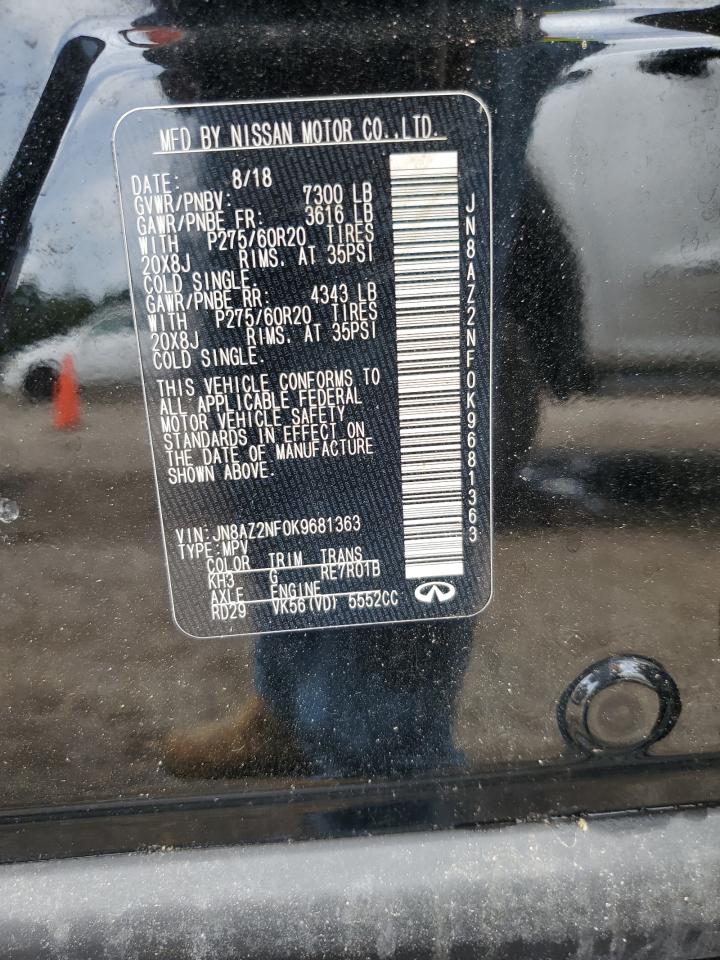 MFD BY NISSAN MOTOR CO.,LTD.
DATE: 8/18
GVWR/PNBV: 7300 LB
GAWR/PNBE FR: 3616 LB
WITH P275/60R20 TIRES
20X8J RIMS. AT 35PSI
COLD SINGLE.
GAWR/PNBE RR: 4343 LB
WITH P275/60R20 TIRES
20X8J RIMS. AT 35PSI
COLD SINGLE.
THIS VEHICLE CONFORMS TO
ALL APPLICABLE FEDERAL
MOTOR VEHICLE SAFETY
STANDARDS IN EFFECT ON
THE DATE OF MANUFACTURE
SHOWN ABOVE.
VIN: JN8AZ2NF0K9681363
TYPE: MPV
COLOR TRIM TRANS
KH3 G RE7R01B
AXLE ENGINE
RD29 VK56(VD) 5552CC
JN8AZ2NF0K9681363